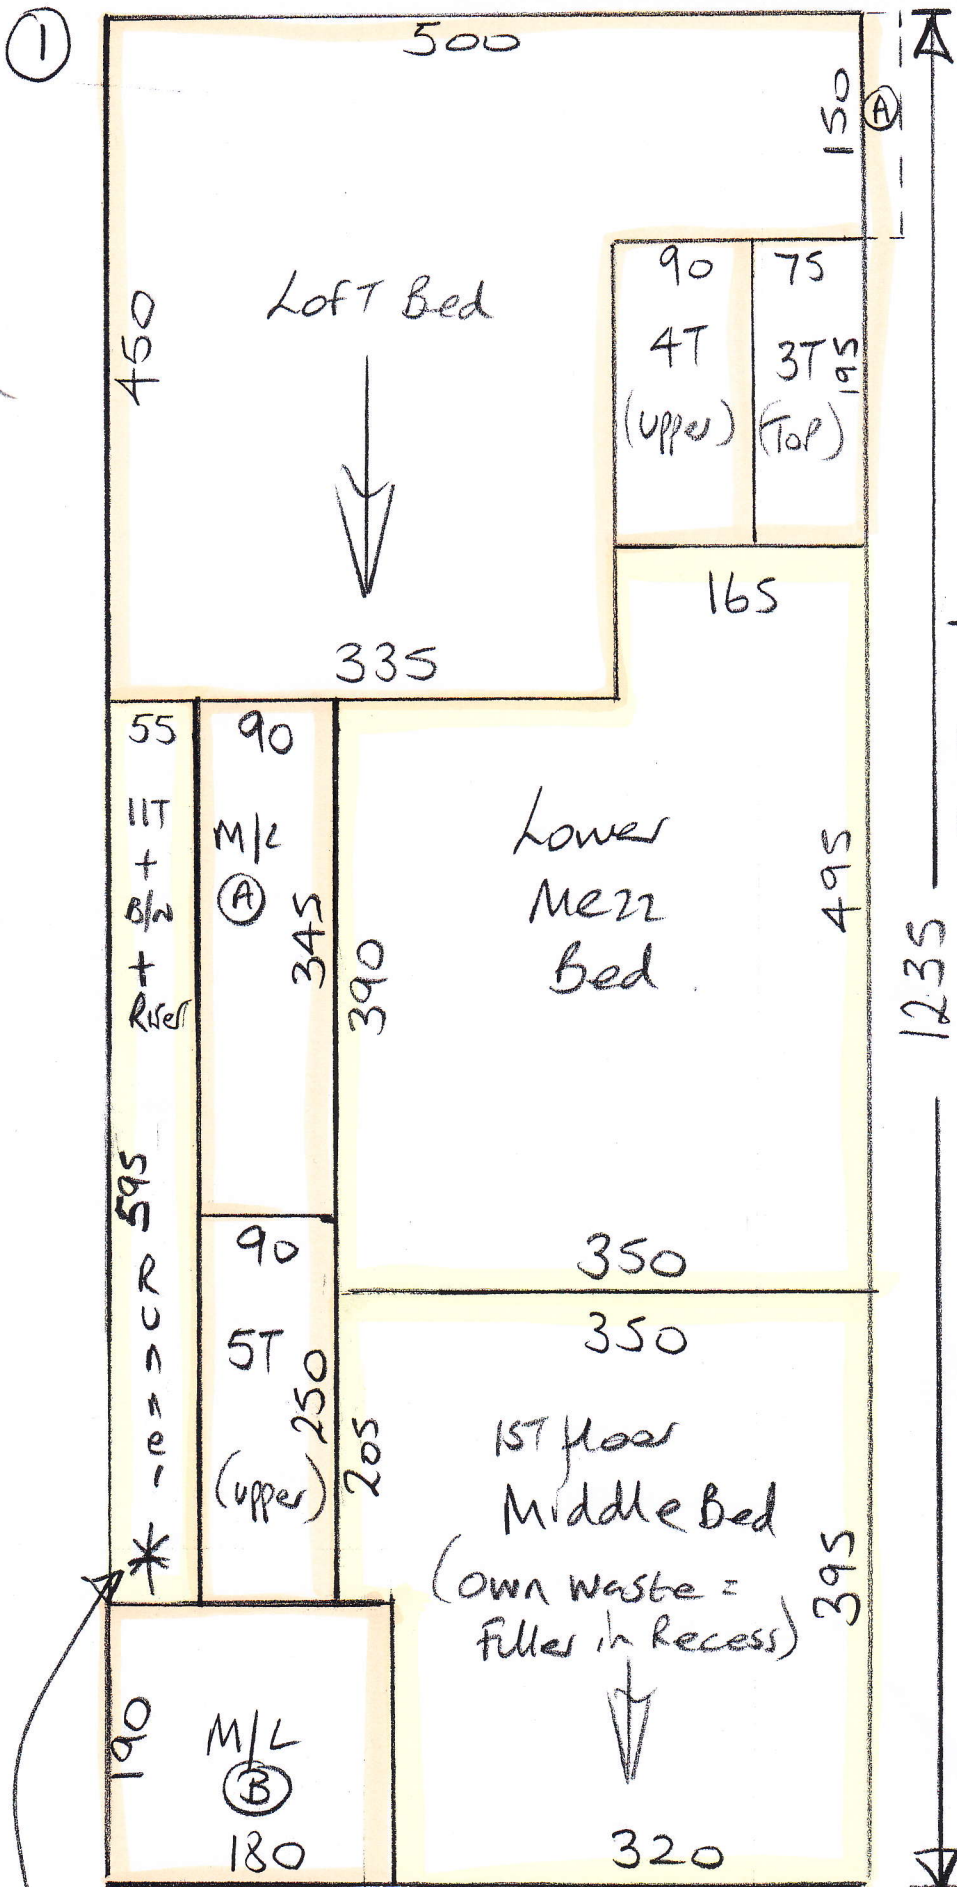 1
500
150
A
450
Loft Bed
90
4T
(upper)
75
3T
(Top)
195
165
335
55
11T
+
B/N
+
Riser
595
Runne-
90
M/L
A
345
390
Lower
Mezz
Bed
495
1235
350
90
5T
(upper)
250
205
350
1ST floor
Middle Bed
(own waste =
Filler in Recess)
395
320
190
M/L
B
180